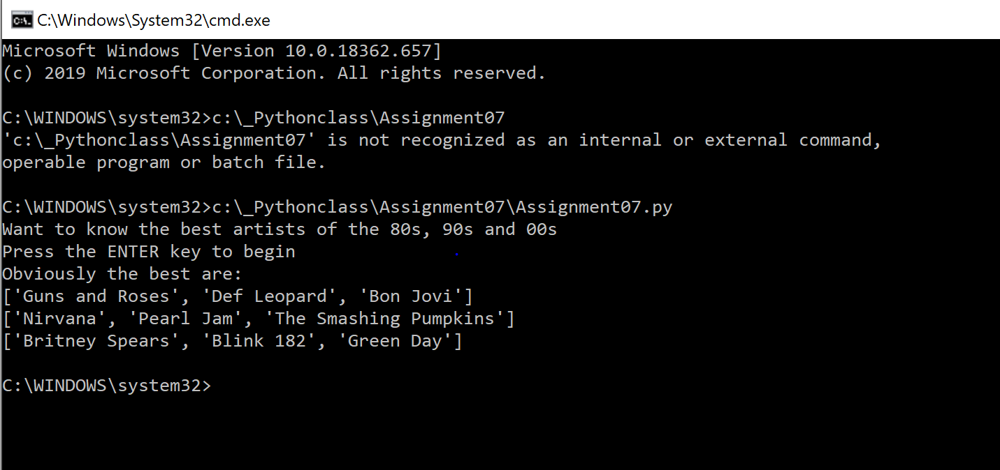 C:\Windows\System32\cmd.exe
Microsoft Windows [Version 10.0.18362.657]
(c) 2019 Microsoft Corporation. All rights reserved.
C:\WINDOWS\system32>c:\_Pythonclass\Assignment07
'c:\_Pythonclass\Assignment07' is not recognized as an internal or external command,
operable program or batch file.
C:\WINDOWS\system32>c:\_Pythonclass\Assignment07\Assignment07.py
Want to know the best artists of the 80s, 90s and 00s
Press the ENTER key to begin
Obviously the best are:
['Guns and Roses', 'Def Leopard', 'Bon Jovi']
['Nirvana', 'Pearl Jam', 'The Smashing Pumpkins']
['Britney Spears', 'Blink 182', 'Green Day']
C:\WINDOWS\system32>